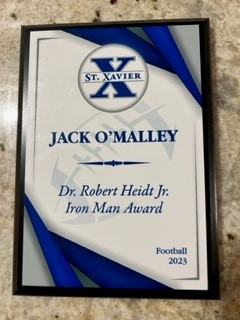 X
ST. XAVIER
JACK O'MALLEY
Dr. Robert Heidt Jr.
Iron Man Award
Football
2023